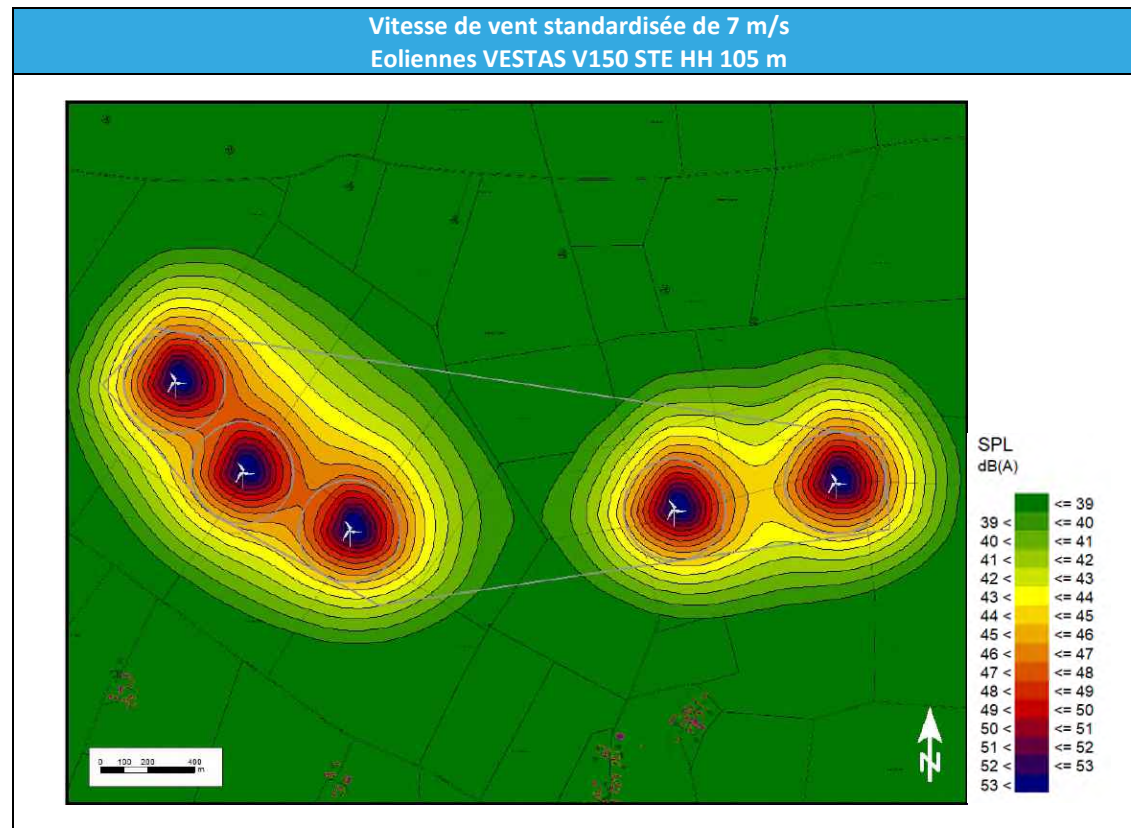 Vitesse de vent standardisée de 7 m/s
Eoliennes VESTAS V150 STE HH 105 m
SPL
dB(A)
<= 39
39 < <= 40
40 < <= 41
41 < <= 42
42 < <= 43
43 < <= 44
44 < <= 45
45 < <= 46
46 < <= 47
47 < <= 48
48 < <= 49
49 < <= 50
50 < <= 51
51 < <= 52
52 < <= 53
53 <
0 100 200 400
m
N